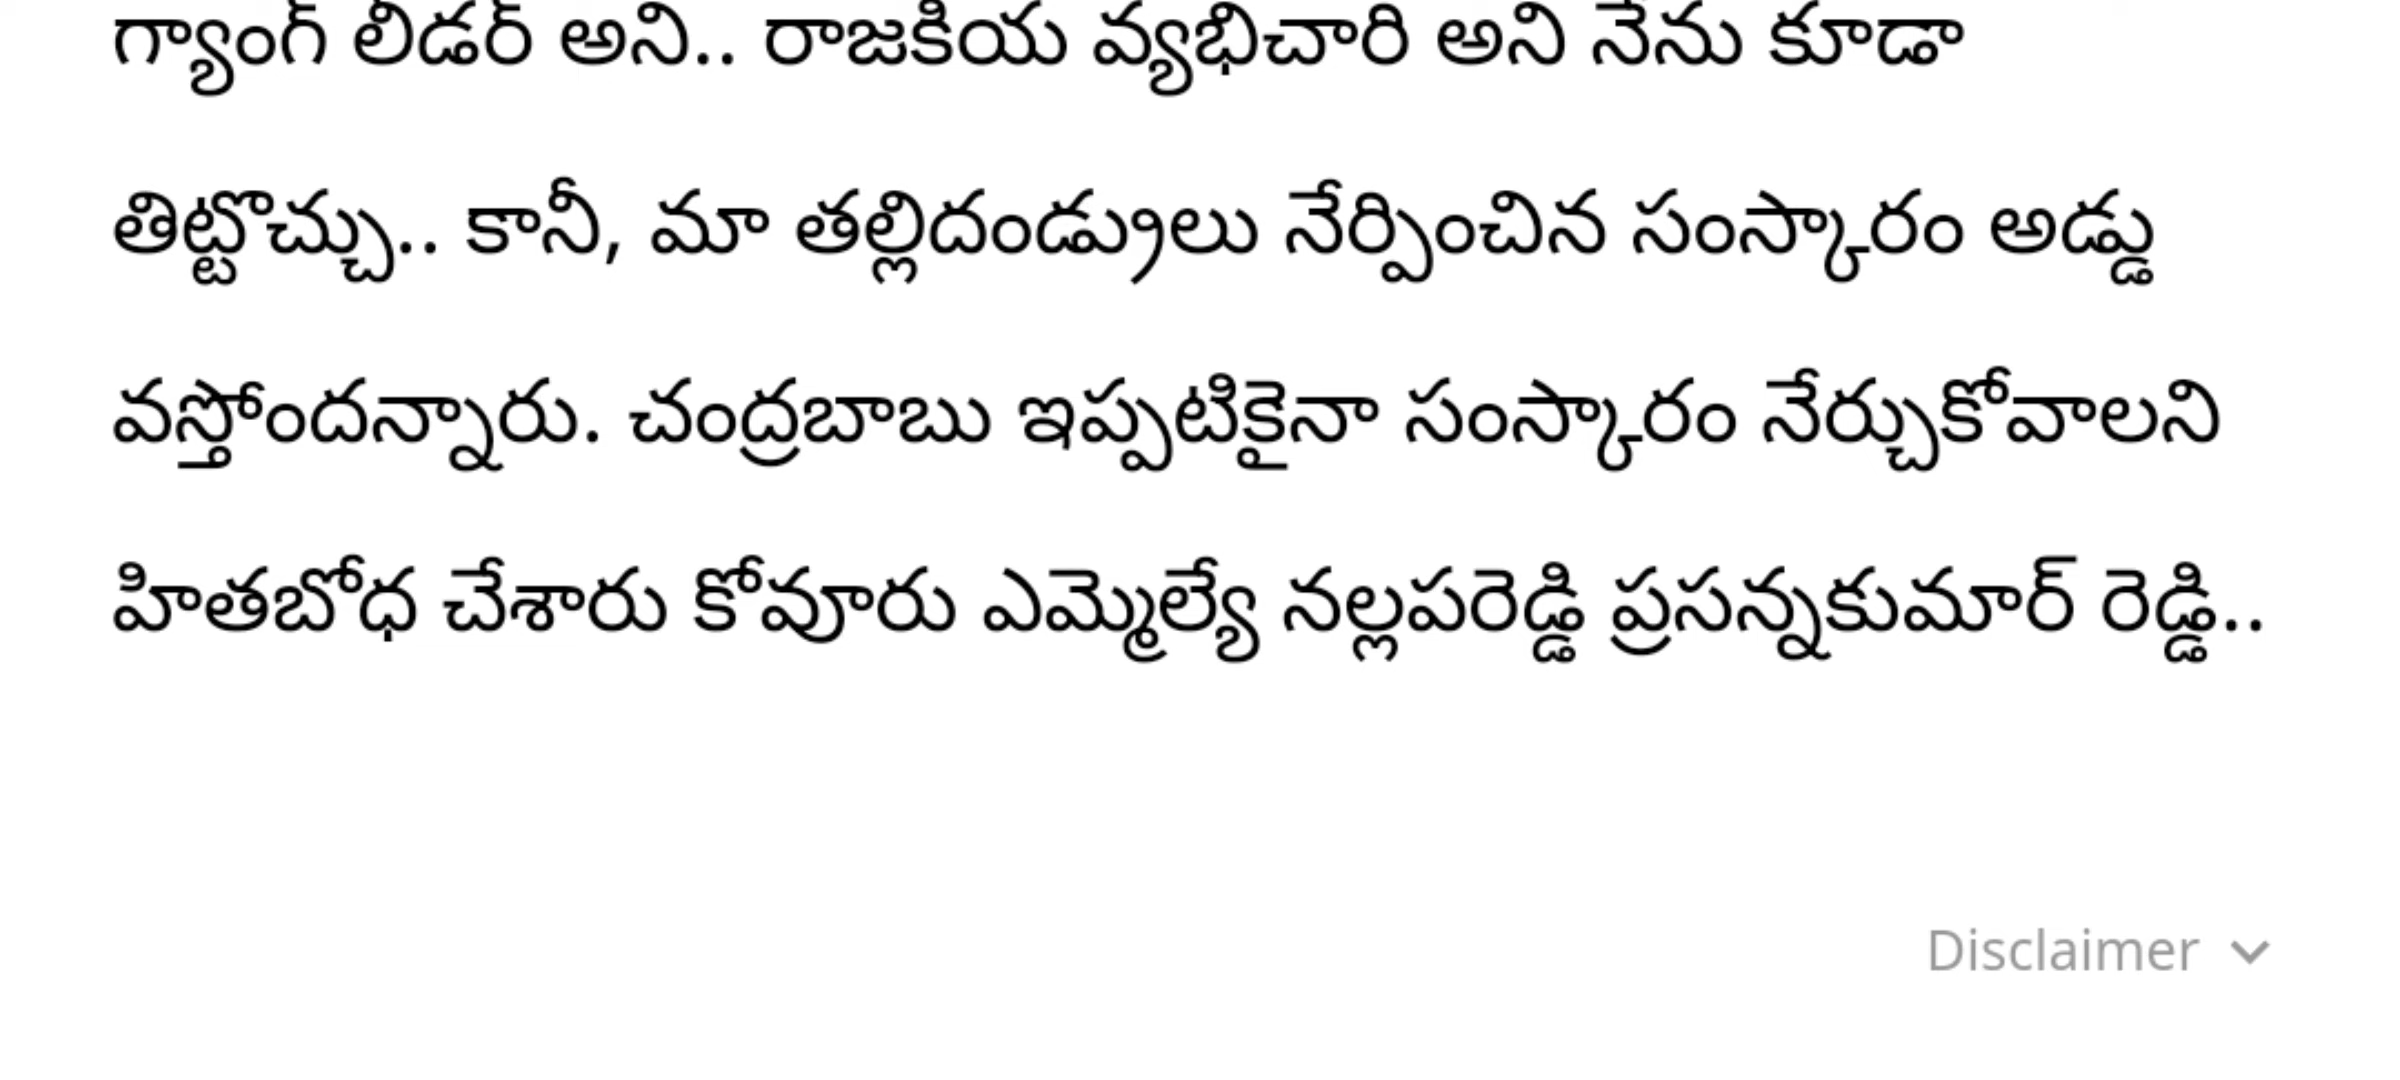 గ్యాంగ్ లీడర్ అని.. రాజకీయ వ్యభిచారి అని నేను కూడా
తిట్టొచ్చు.. కానీ, మా తల్లిదండ్రులు నేర్పించిన సంస్కారం అడ్డు
వస్తోందన్నారు. చంద్రబాబు ఇప్పటికైనా సంస్కారం నేర్చుకోవాలని
హితబోధ చేశారు కోవూరు ఎమ్మెల్యే నల్లపరెడ్డి ప్రసన్నకుమార్ రెడ్డి..
Disclaimer